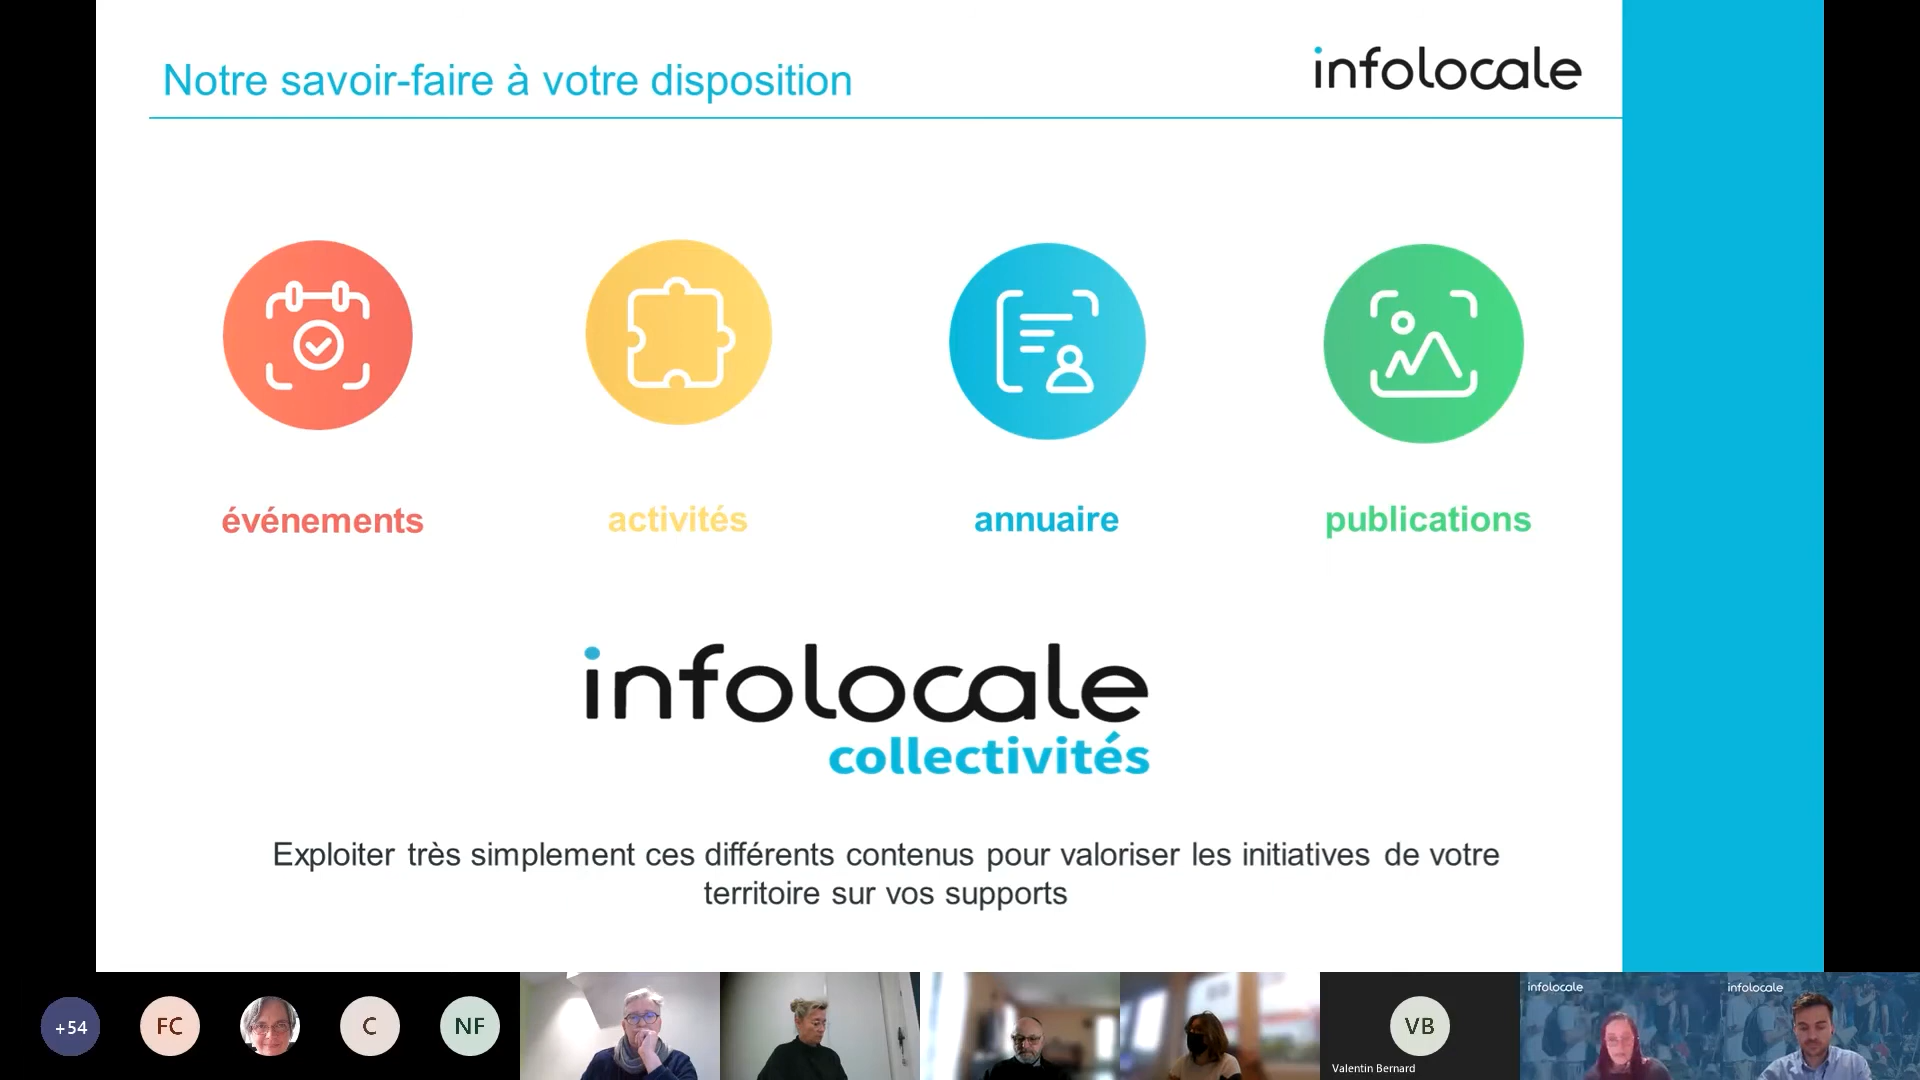 Notre savoir-faire à votre disposition
infolocale
événements
activités
annuaire
publications
infolocale
collectivités
Exploiter très simplement ces différents contenus pour valoriser les initiatives de votre
territoire sur vos supports
+54
FC
C
NF
VB
Valentin Bernard
infolocale
infolocale